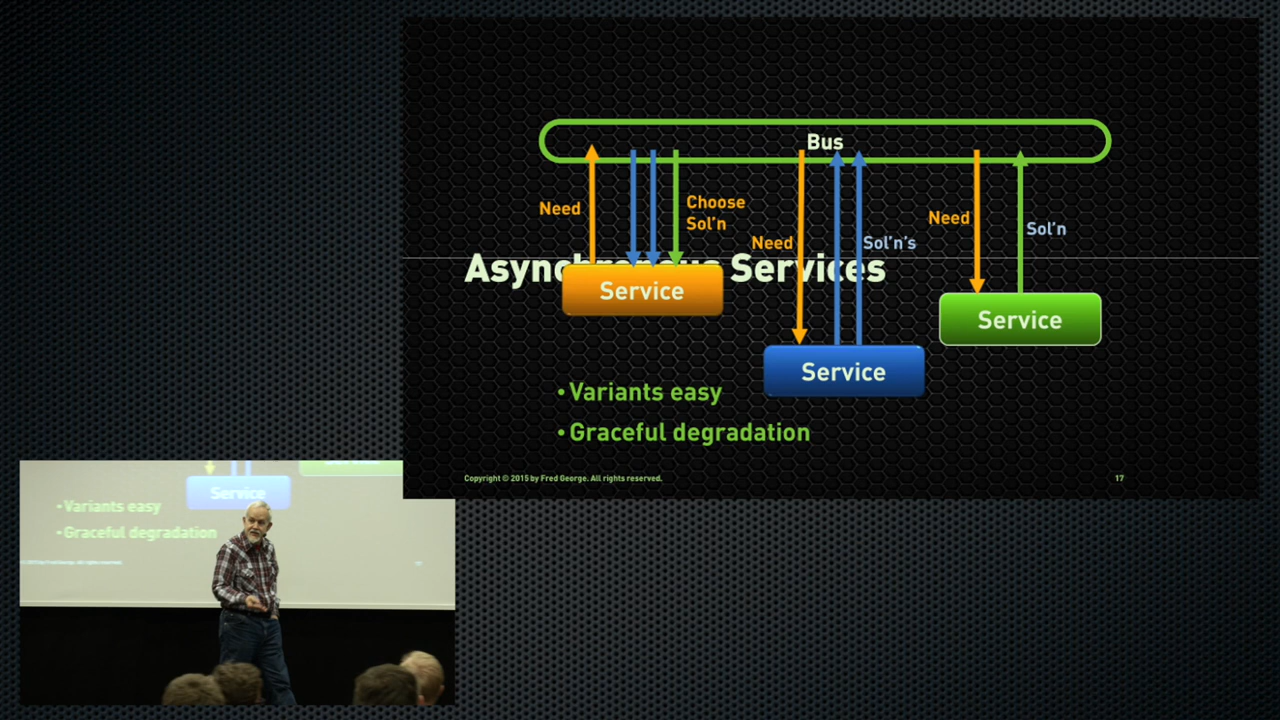 Bus
Need
Choose
Sol'n
Need
Sol'n's
Need
Sol'n
Services
Service
Service
Service
•Variants easy
•Graceful degradation
Copyright © 2015 by Fred George. All rights reserved.
17
Service
•Variants easy
•Graceful degradation